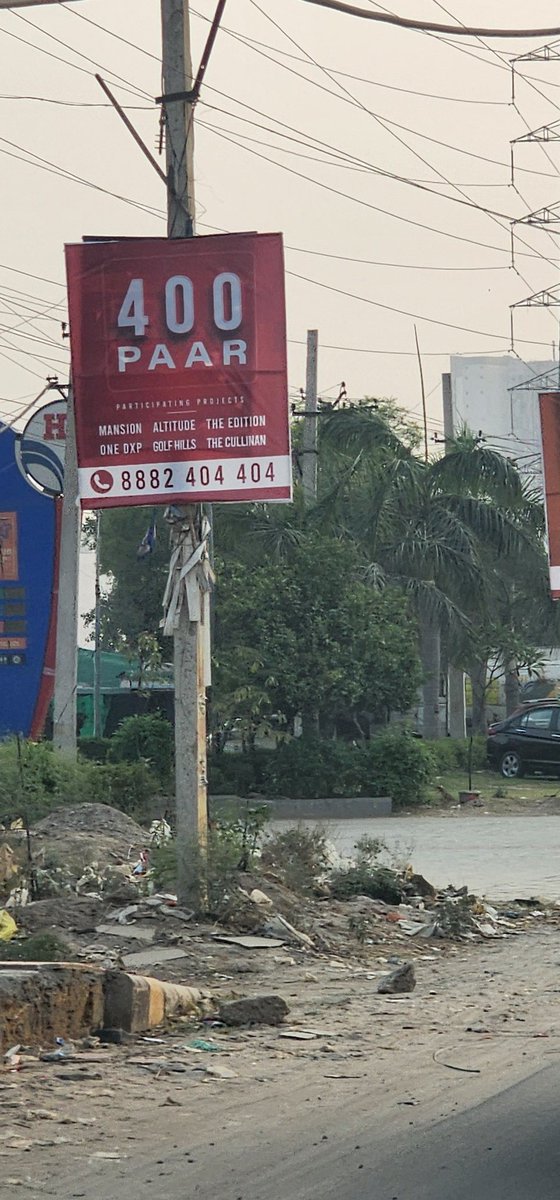 400
PAAR
PARTICIPATING PROJECTS
MANSION ALTITUDE THE EDITION
ONE DXP GOLF HILLS THE CULLINAN
8882 404 404
H